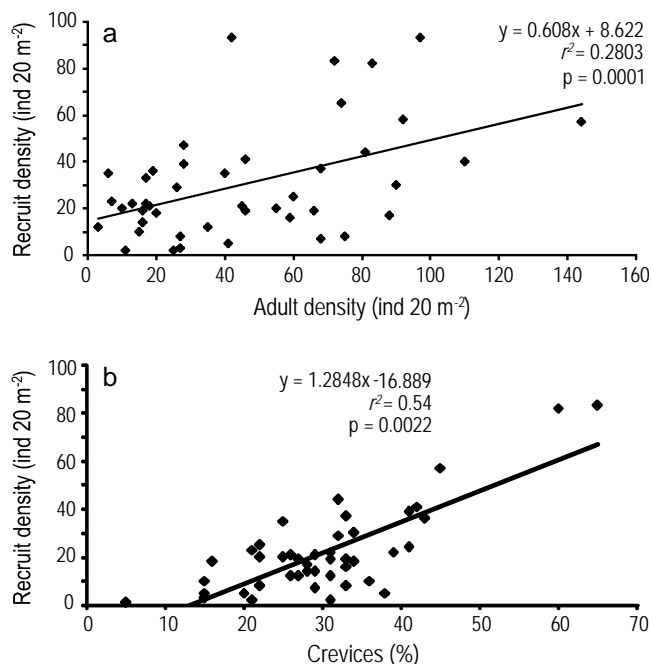 a
y = 0.608x + 8.622
r² = 0.2803
p = 0.0001
Recruit density (ind 20 m⁻²)
100
80
60
40
20
0
0 20 40 60 80 100 120 140 160
Adult density (ind 20 m⁻²)
b
y = 1.2848x -16.889
r² = 0.54
p = 0.0022
Recruit density (ind 20 m⁻²)
100
80
60
40
20
0
0 10 20 30 40 50 60 70
Crevices (%)